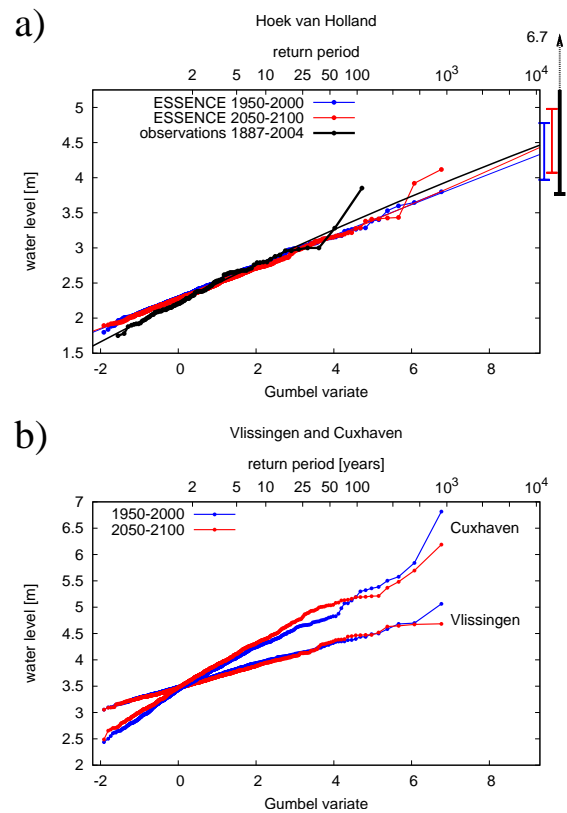 a)
Hoek van Holland
return period
6.7
2 5 10 25 50 100 10³ 10⁴
ESSENCE 1950-2000
ESSENCE 2050-2100
observations 1887-2004
5
4.5
4
3.5
3
2.5
2
1.5
water level [m]
-2 0 2 4 6 8
Gumbel variate
b)
Vlissingen and Cuxhaven
return period [years]
2 5 10 25 50 100 10³ 10⁴
1950-2000
2050-2100
Cuxhaven
Vlissingen
7
6.5
6
5.5
5
4.5
4
3.5
3
2.5
2
water level [m]
-2 0 2 4 6 8
Gumbel variate